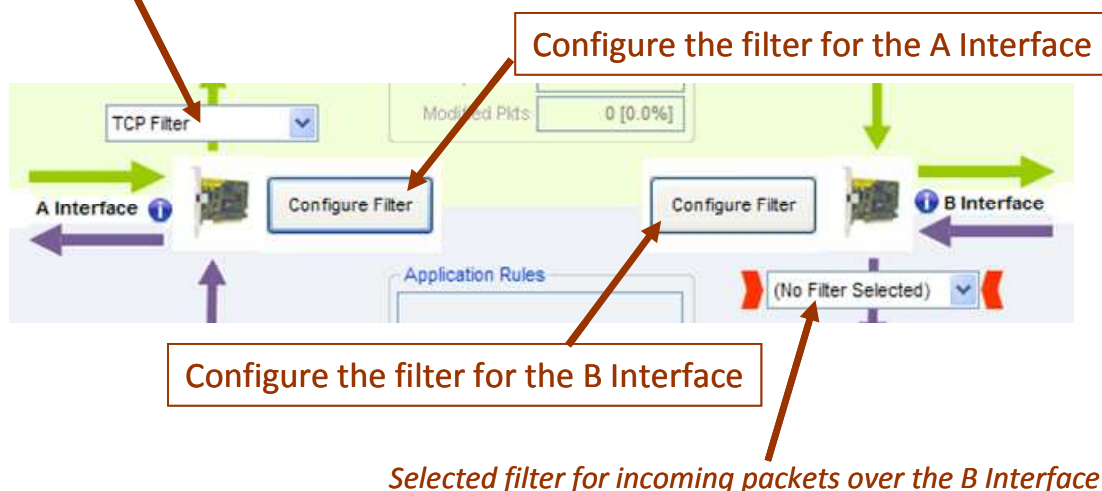 Configure the filter for the A Interface
Modified Pkts
0 [0.0%]
TCP Filter
A Interface
Configure Filter
Configure Filter
B Interface
Application Rules
(No Filter Selected)
Configure the filter for the B Interface
Selected filter for incoming packets over the B Interface